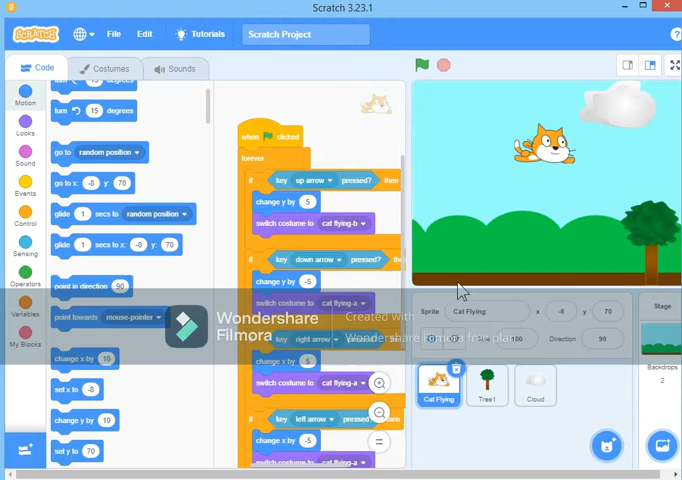 Scratch 3.23.1
SCRATCH File Edit Tutorials Scratch Project
Code Costumes Sounds
Motion
Looks
Sound
Events
Control
Sensing
Operators
Variables
My Blocks
turn 15 degrees
turn 15 degrees
go to random position
go to x: -8 y: 70
glide 1 secs to random position
glide 1 secs to x: -8 y: 70
point in direction 90
point towards mouse-pointer
change x by 10
set x to -8
change y by 10
set y to 70
when clicked
forever
if key up arrow pressed? then
change y by 5
switch costume to cat flying-b
if key down arrow pressed?
change y by -5
switch costume to cat flying-a
if key right arrow pressed?
change x by 5
switch costume to cat flying-a
if key left arrow pressed? then
change x by -5
switch costume to cat flying-a
Wondershare
Filmora
Created with
Wondershare Filmora free plan
Sprite Cat Flying x -8 y 70
100 Direction 90
Cat Flying
Tree1
Cloud
Stage
Backdrops
2